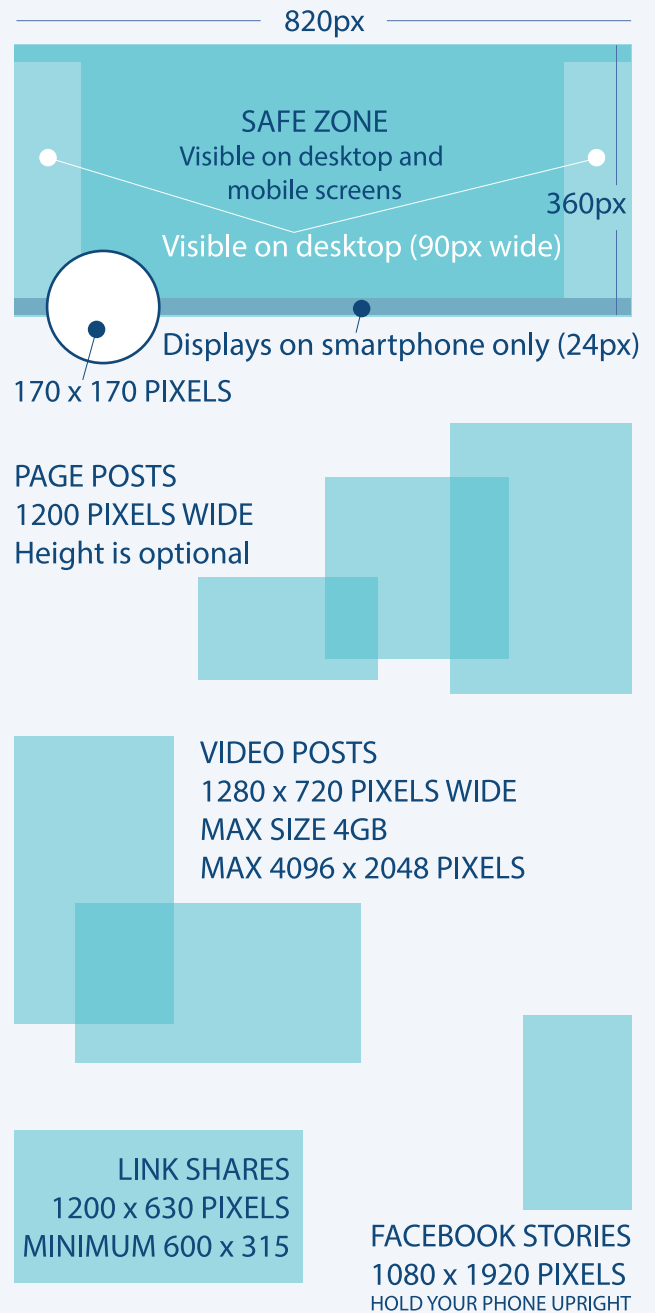 820px
SAFE ZONE
Visible on desktop and
mobile screens
360px
Visible on desktop (90px wide)
Displays on smartphone only (24px)
170 x 170 PIXELS
PAGE POSTS
1200 PIXELS WIDE
Height is optional
VIDEO POSTS
1280 x 720 PIXELS WIDE
MAX SIZE 4GB
MAX 4096 x 2048 PIXELS
LINK SHARES
1200 x 630 PIXELS
MINIMUM 600 x 315
FACEBOOK STORIES
1080 x 1920 PIXELS
HOLD YOUR PHONE UPRIGHT